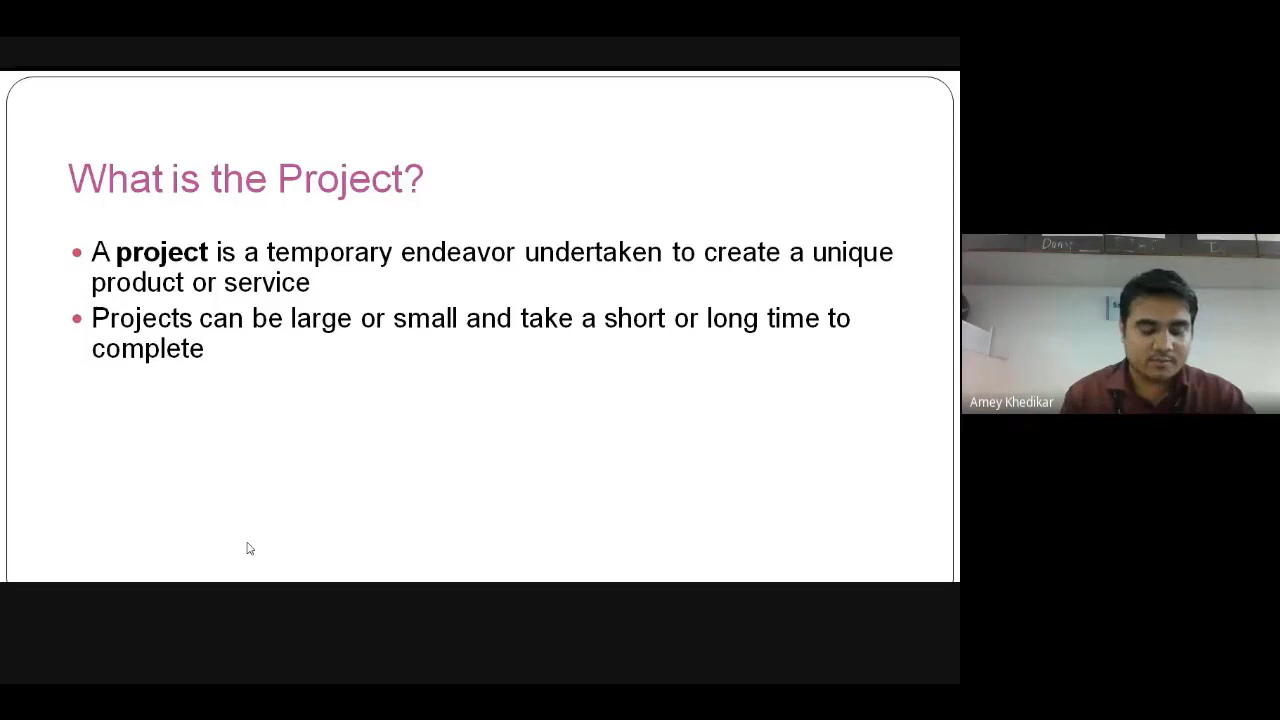 What is the Project?
A project is a temporary endeavor undertaken to create a unique
product or service
Projects can be large or small and take a short or long time to
complete
Amey Khedikar